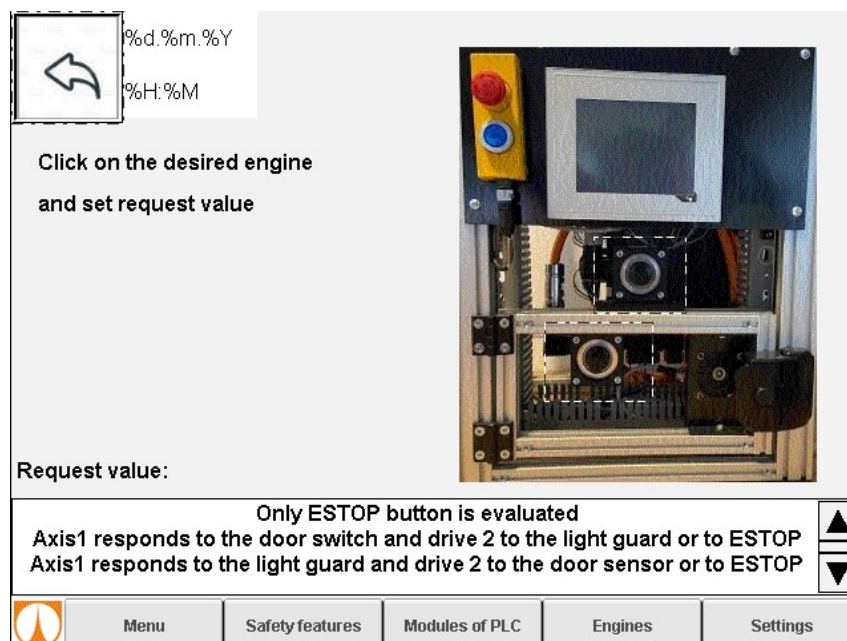 %d.%m.%Y
%H:%M
Click on the desired engine
and set request value
Request value:
Only ESTOP button is evaluated
Axis1 responds to the door switch and drive 2 to the light guard or to ESTOP
Axis1 responds to the light guard and drive 2 to the door sensor or to ESTOP
Menu
Safety features
Modules of PLC
Engines
Settings